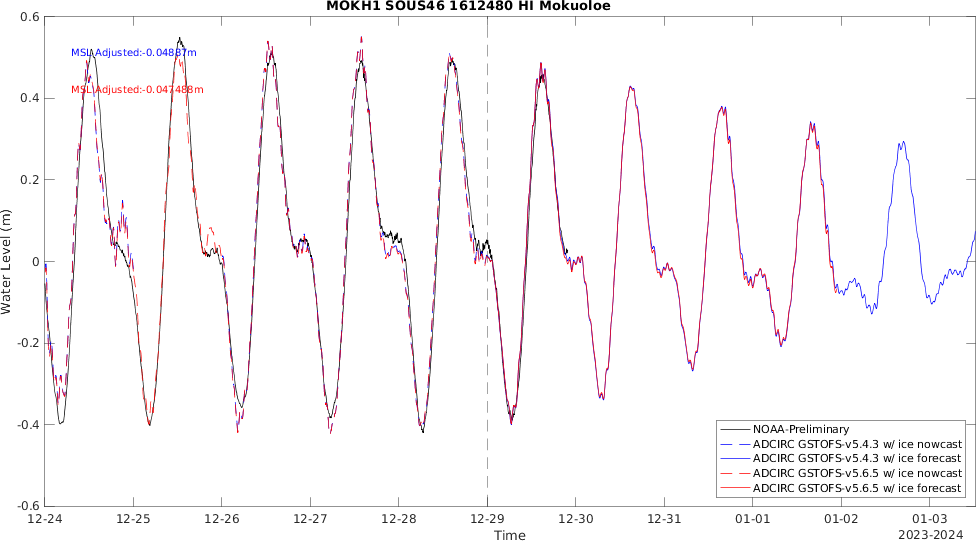 MOKH1 SOUS46 1612480 HI Mokuoloe
MSL Adjusted:-0.04887m
MSL Adjusted:-0.047488m
Water Level (m)
0.6
0.4
0.2
0
-0.2
-0.4
-0.6
NOAA-Preliminary
ADCIRC GSTOFS-v5.4.3 w/ ice nowcast
ADCIRC GSTOFS-v5.4.3 w/ ice forecast
ADCIRC GSTOFS-v5.6.5 w/ ice nowcast
ADCIRC GSTOFS-v5.6.5 w/ ice forecast
12-24 12-25 12-26 12-27 12-28 12-29 12-30 12-31 01-01 01-02 01-03
Time
2023-2024